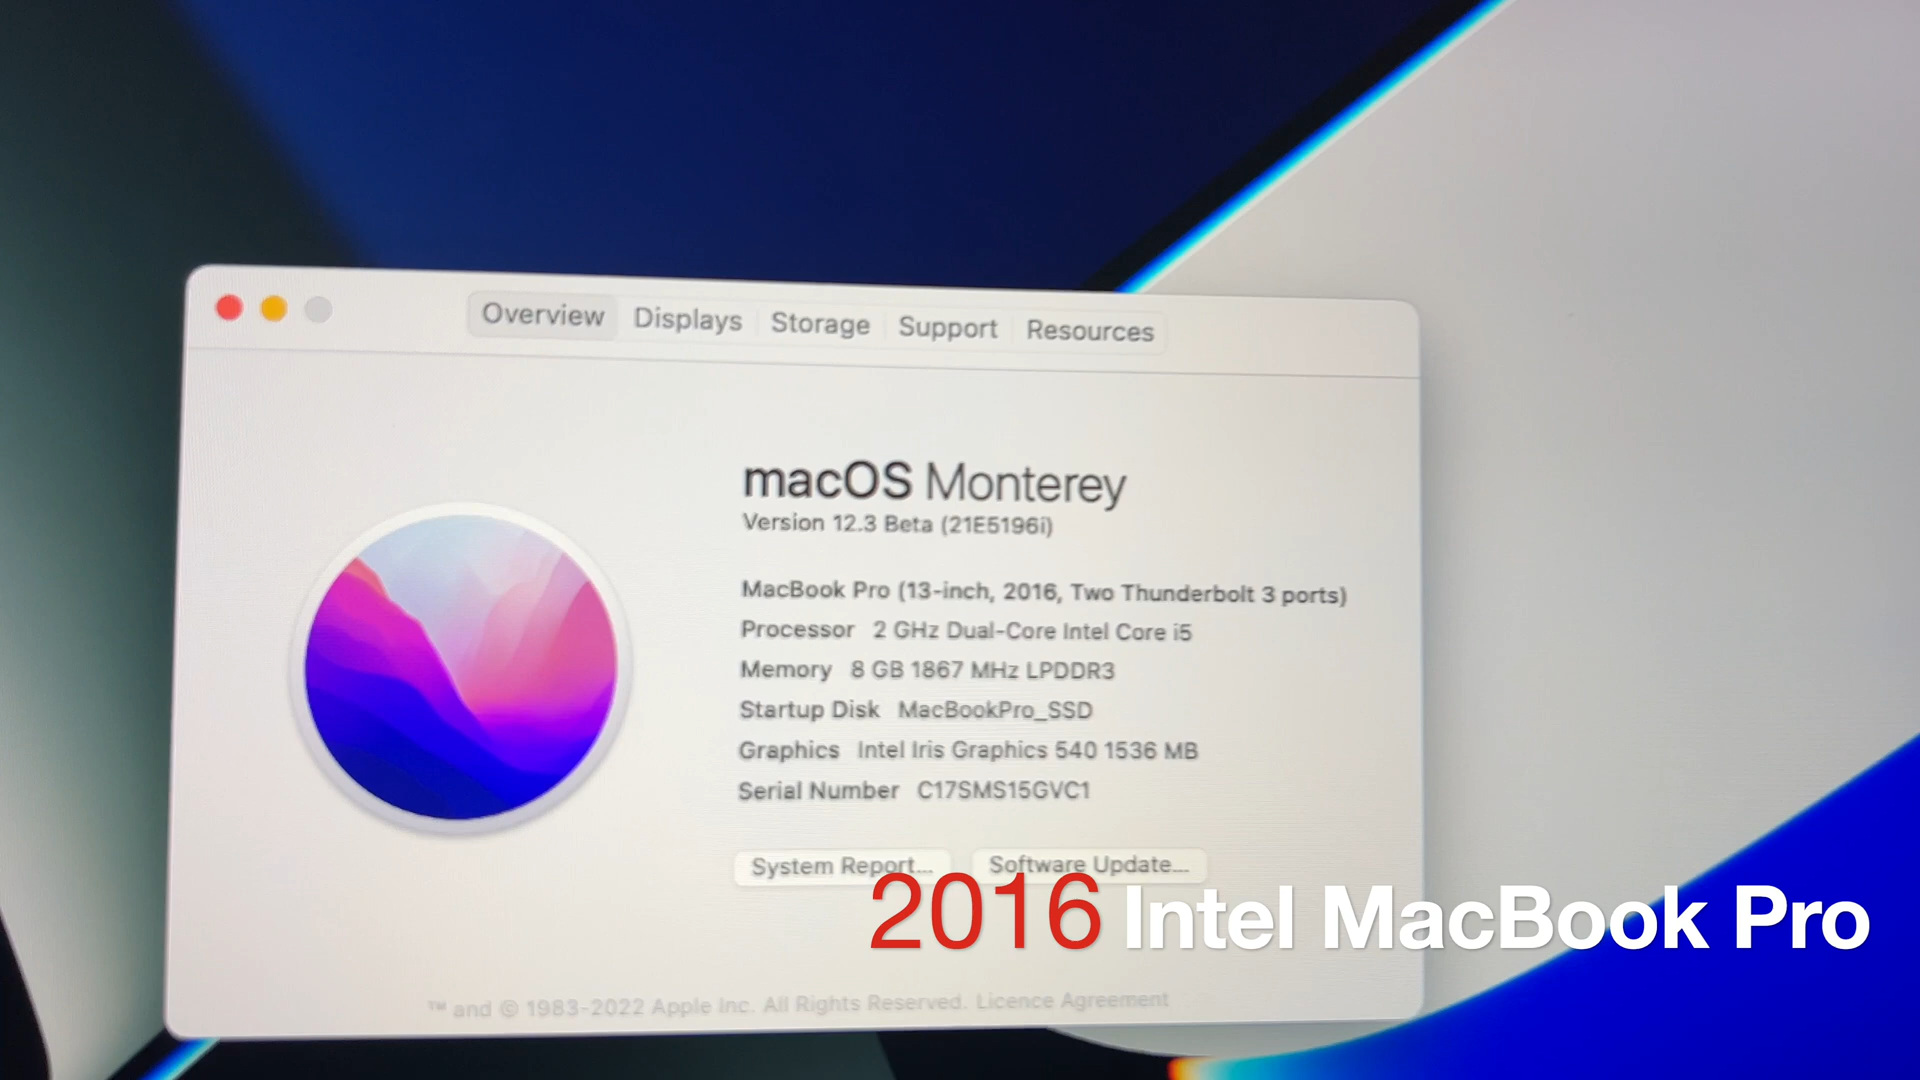 Overview Displays Storage Support Resources
macOS Monterey
Version 12.3 Beta (21E5196i)
MacBook Pro (13-inch, 2016, Two Thunderbolt 3 ports)
Processor 2 GHz Dual-Core Intel Core i5
Memory 8 GB 1867 MHz LPDDR3
Startup Disk MacBookPro_SSD
Graphics Intel Iris Graphics 540 1536 MB
Serial Number C17SMS15GVC1
System Report... Software Update...
2016 Intel MacBook Pro
™ and © 1983-2022 Apple Inc. All Rights Reserved. Licence Agreement